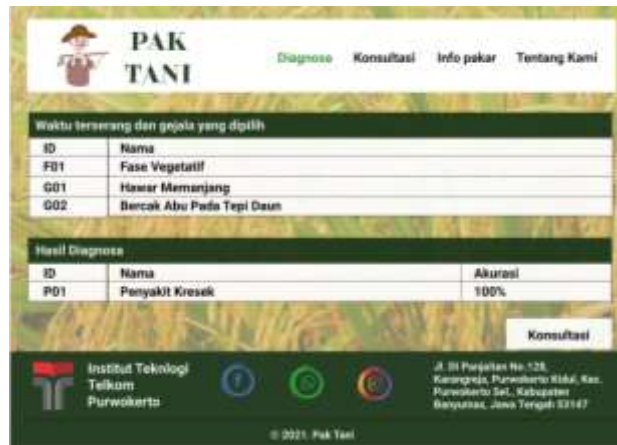 PAK
TANI
Diagnosa Konsultasi Info pakar Tentang Kami
Waktu terserang dan gejala yang dipilih
ID Nama
F01 Fase Vegetatif
G01 Hawar Memanjang
G02 Bercak Abu Pada Tepi Daun
Hasil Diagnosa
ID Nama Akurasi
P01 Penyakit Kresek 100%
Konsultasi
Institut Teknlogi
Telkom
Purwokerto
Jl. DI Panjaitan No.128,
Karangreja, Purwokerto Kidul, Kec.
Purwokerto Sel., Kabupaten
Banyumas, Jawa Tengah 53147
© 2021. Pak Tani